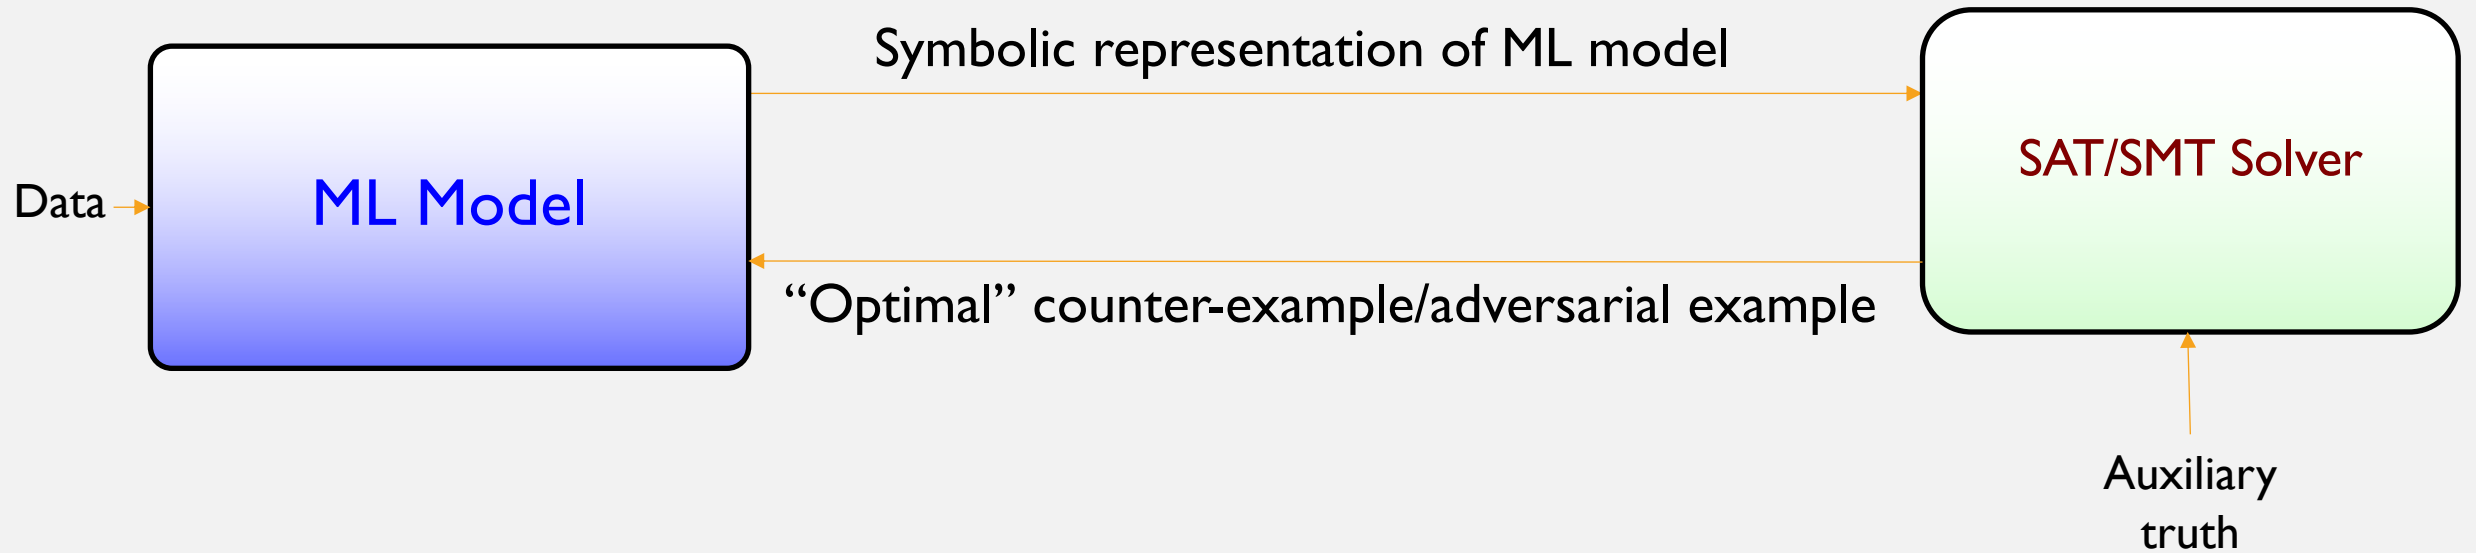 Symbolic representation of ML model
SAT/SMT Solver
Data
ML Model
“Optimal” counter-example/adversarial example
Auxiliary
truth